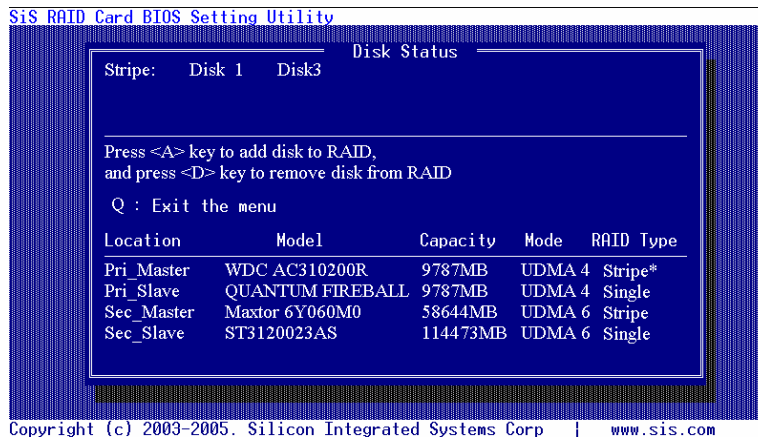 SiS RAID Card BIOS Setting Utility
Disk Status
Stripe: Disk 1 Disk3
Press <A> key to add disk to RAID,
and press <D> key to remove disk from RAID
Q : Exit the menu
Location Model Capacity Mode RAID Type
Pri_Master WDC AC310200R 9787MB UDMA 4 Stripe*
Pri_Slave QUANTUM FIREBALL 9787MB UDMA 4 Single
Sec_Master Maxtor 6Y060M0 58644MB UDMA 6 Stripe
Sec_Slave ST3120023AS 114473MB UDMA 6 Single
Copyright (c) 2003-2005. Silicon Integrated Systems Corp | www.sis.com